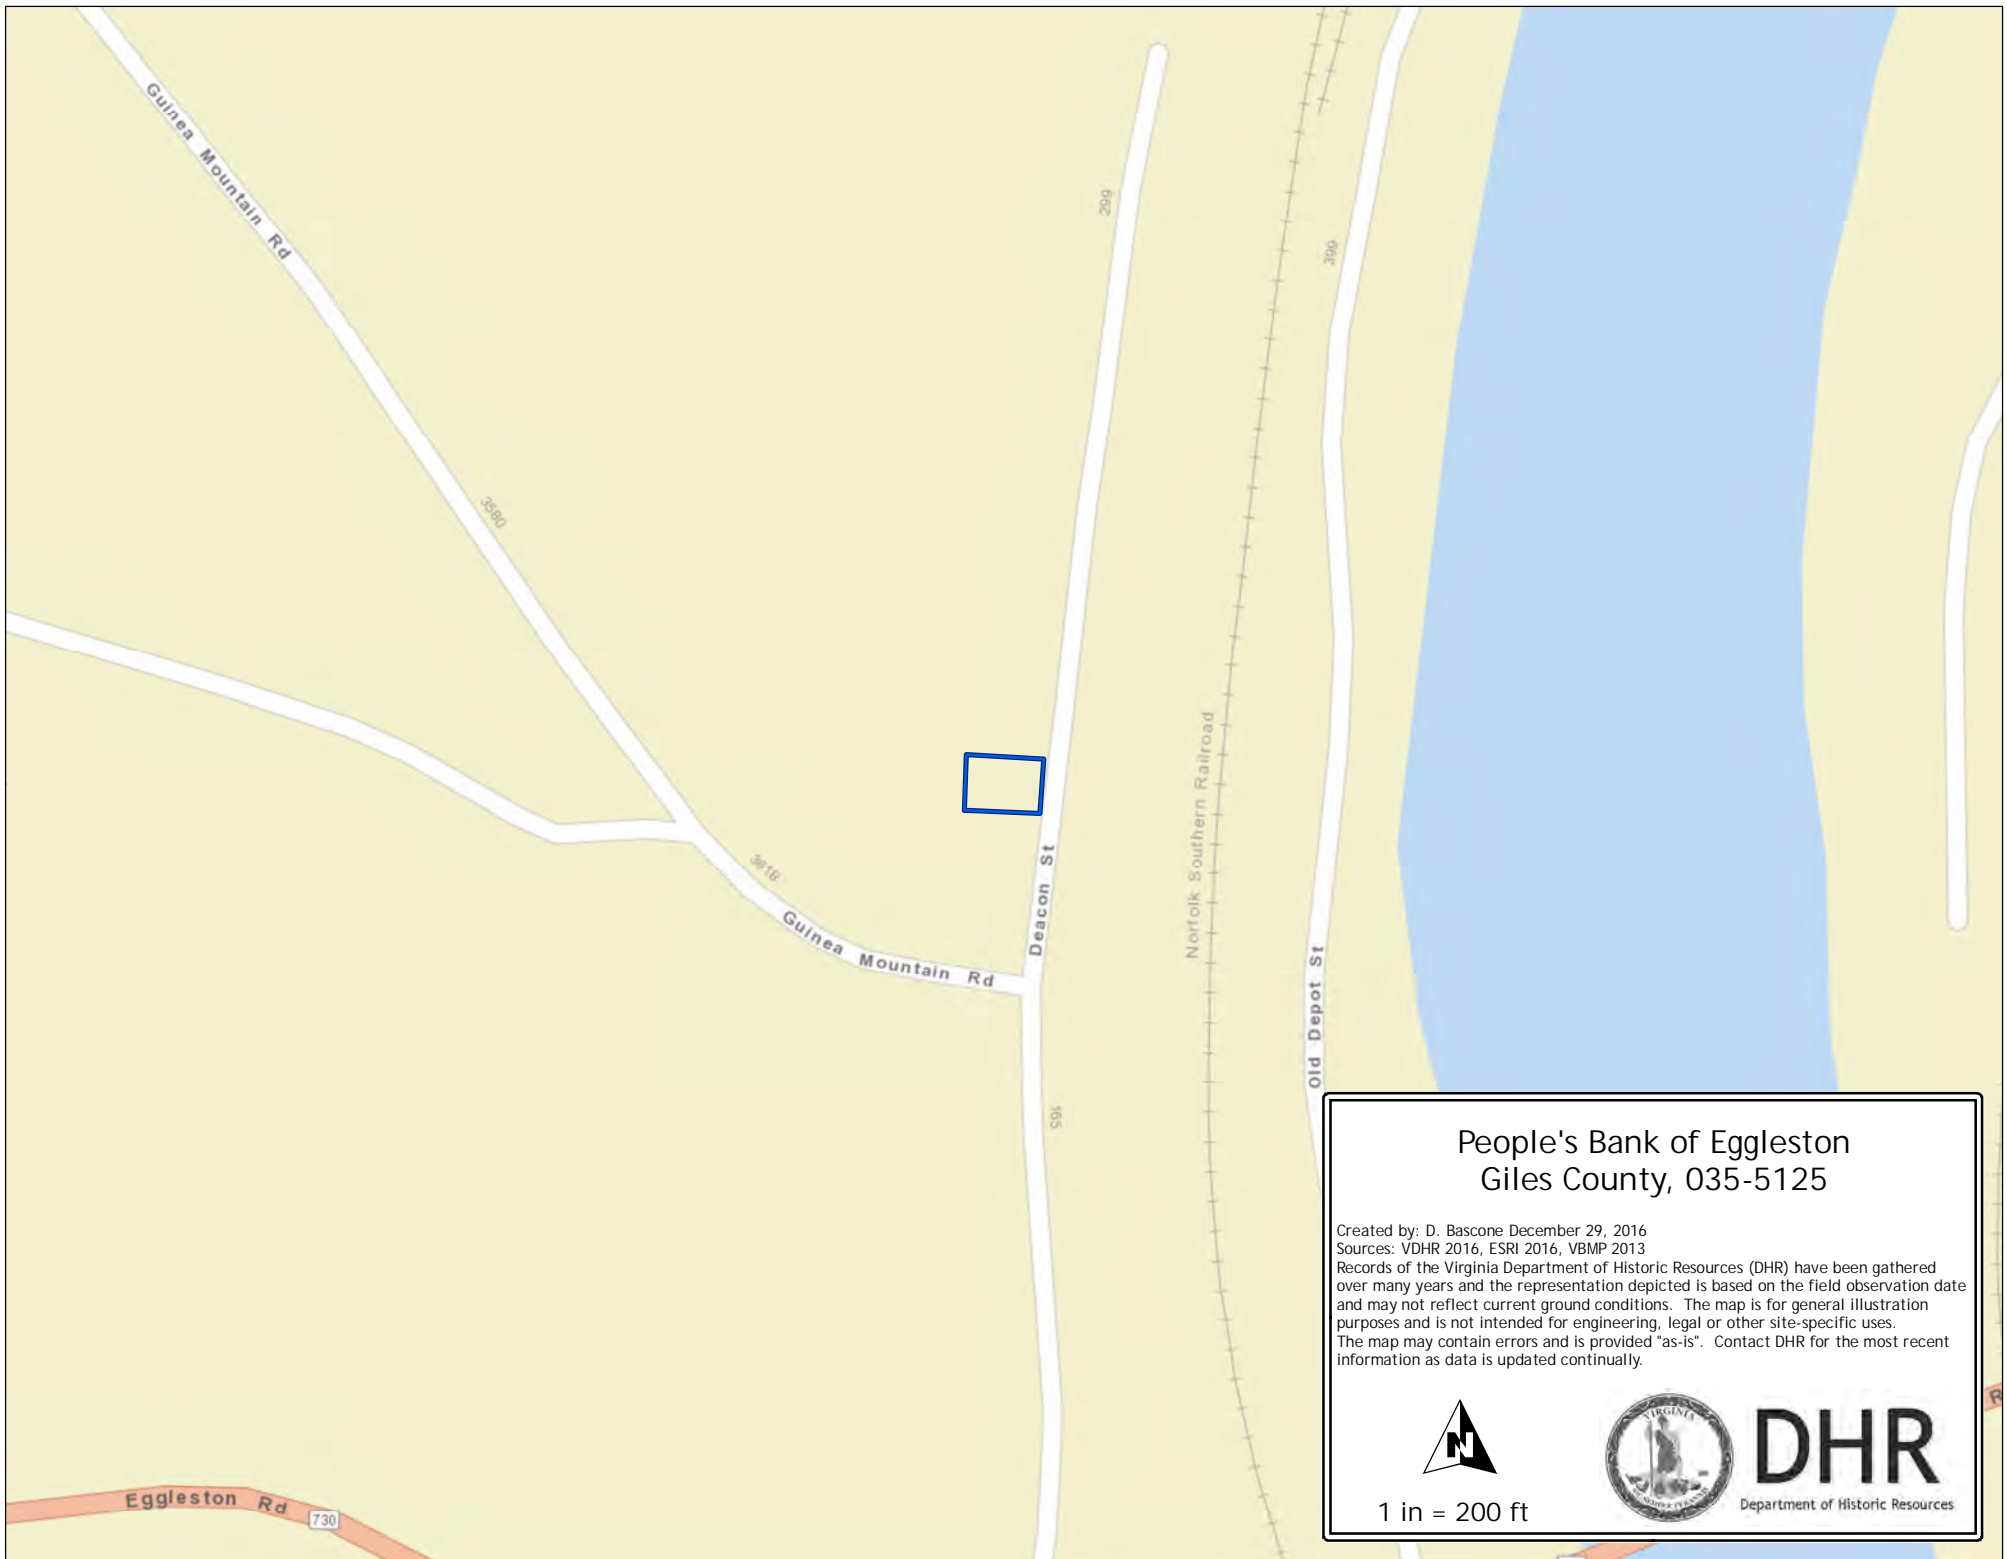 Guinea Mountain Rd
299
399
3580
Norfolk Southern Railroad
3618
Deacon St
Guinea Mountain Rd
Old Depot St
165
People's Bank of Eggleston
Giles County, 035-5125
Created by: D. Bascone December 29, 2016
Sources: VDHR 2016, ESRI 2016, VBMP 2013
Records of the Virginia Department of Historic Resources (DHR) have been gathered
over many years and the representation depicted is based on the field observation date
and may not reflect current ground conditions. The map is for general illustration
purposes and is not intended for engineering, legal or other site-specific uses.
The map may contain errors and is provided "as-is". Contact DHR for the most recent
information as data is updated continually.
R
N
VIRGINIA
DHR
Department of Historic Resources
1 in = 200 ft
Eggleston Rd
730